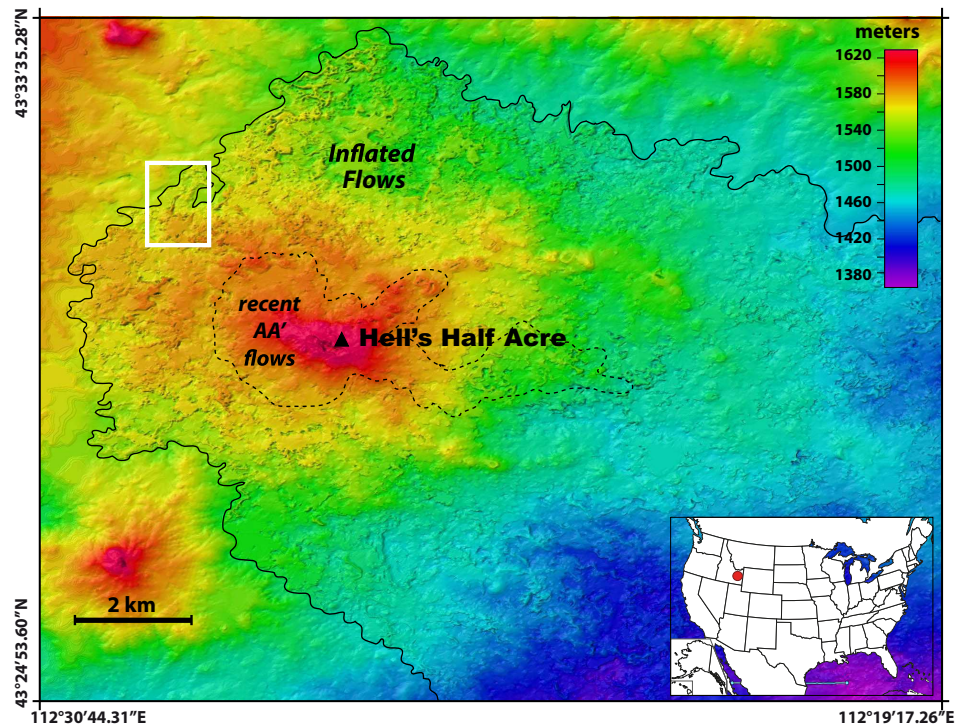 43°33′35.28″N
meters
1620
1580
1540
1500
1460
1420
1380
Inflated
Flows
recent
AA’
flows
▲ Hell’s Half Acre
2 km
43°24′53.60″N
112°30′44.31″E
112°19′17.26″E